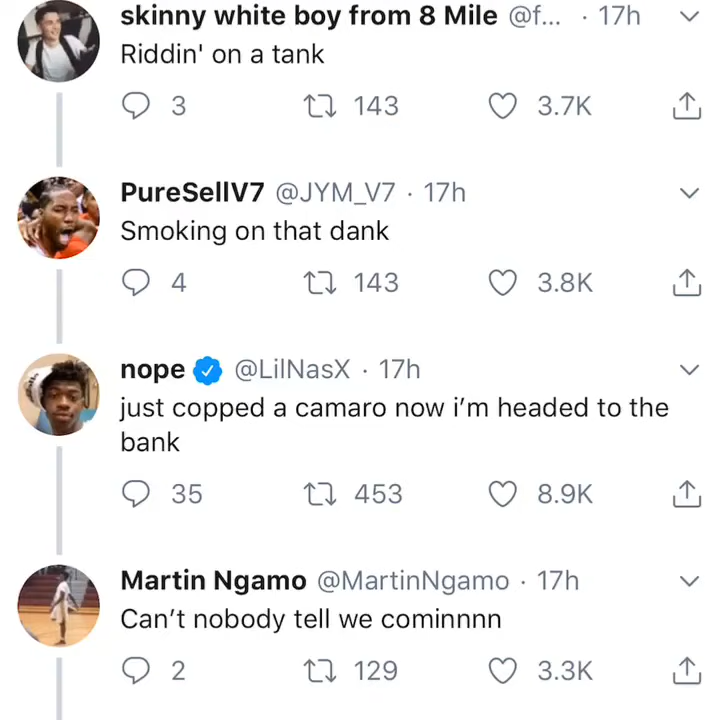 skinny white boy from 8 Mile @f... · 17h
Riddin' on a tank
3 143 3.7K
PureSellV7 @JYM_V7 · 17h
Smoking on that dank
4 143 3.8K
nope @LilNasX · 17h
just copped a camaro now i’m headed to the
bank
35 453 8.9K
Martin Ngamo @MartinNgamo · 17h
Can’t nobody tell we cominnnn
2 129 3.3K